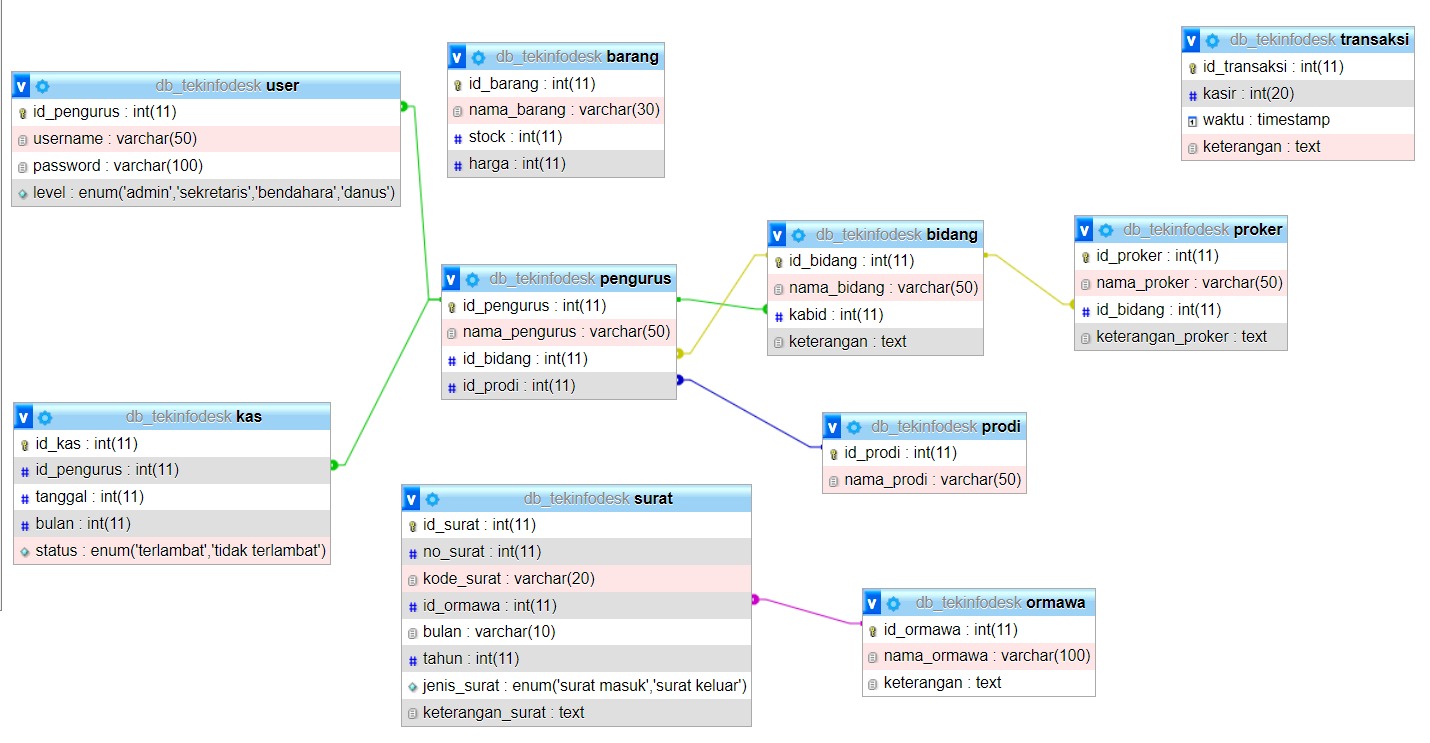 db_tekinfodesk user
id_pengurus : int(11)
username : varchar(50)
password : varchar(100)
level : enum('admin','sekretaris','bendahara','danus')
db_tekinfodesk barang
id_barang : int(11)
nama_barang : varchar(30)
stock : int(11)
harga : int(11)
db_tekinfodesk transaksi
id_transaksi : int(11)
kasir : int(20)
waktu : timestamp
keterangan : text
db_tekinfodesk pengurus
id_pengurus : int(11)
nama_pengurus : varchar(50)
id_bidang : int(11)
id_prodi : int(11)
db_tekinfodesk bidang
id_bidang : int(11)
nama_bidang : varchar(50)
kabid : int(11)
keterangan : text
db_tekinfodesk proker
id_proker : int(11)
nama_proker : varchar(50)
id_bidang : int(11)
keterangan_proker : text
db_tekinfodesk kas
id_kas : int(11)
id_pengurus : int(11)
tanggal : int(11)
bulan : int(11)
status : enum('terlambat','tidak terlambat')
db_tekinfodesk prodi
id_prodi : int(11)
nama_prodi : varchar(50)
db_tekinfodesk surat
id_surat : int(11)
no_surat : int(11)
kode_surat : varchar(20)
id_ormawa : int(11)
bulan : varchar(10)
tahun : int(11)
jenis_surat : enum('surat masuk','surat keluar')
keterangan_surat : text
db_tekinfodesk ormawa
id_ormawa : int(11)
nama_ormawa : varchar(100)
keterangan : text